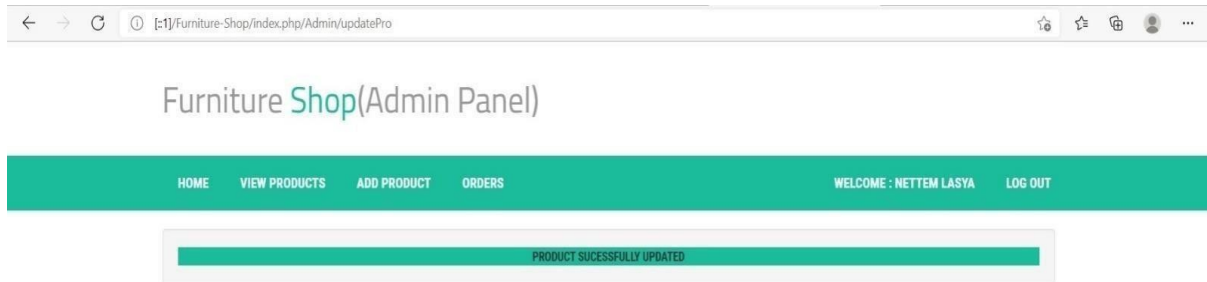 [::1]/Furniture-Shop/index.php/Admin/updatePro
Furniture Shop(Admin Panel)
HOME VIEW PRODUCTS ADD PRODUCT ORDERS WELCOME : NETTEM LASYA LOG OUT
PRODUCT SUCESSFULLY UPDATED